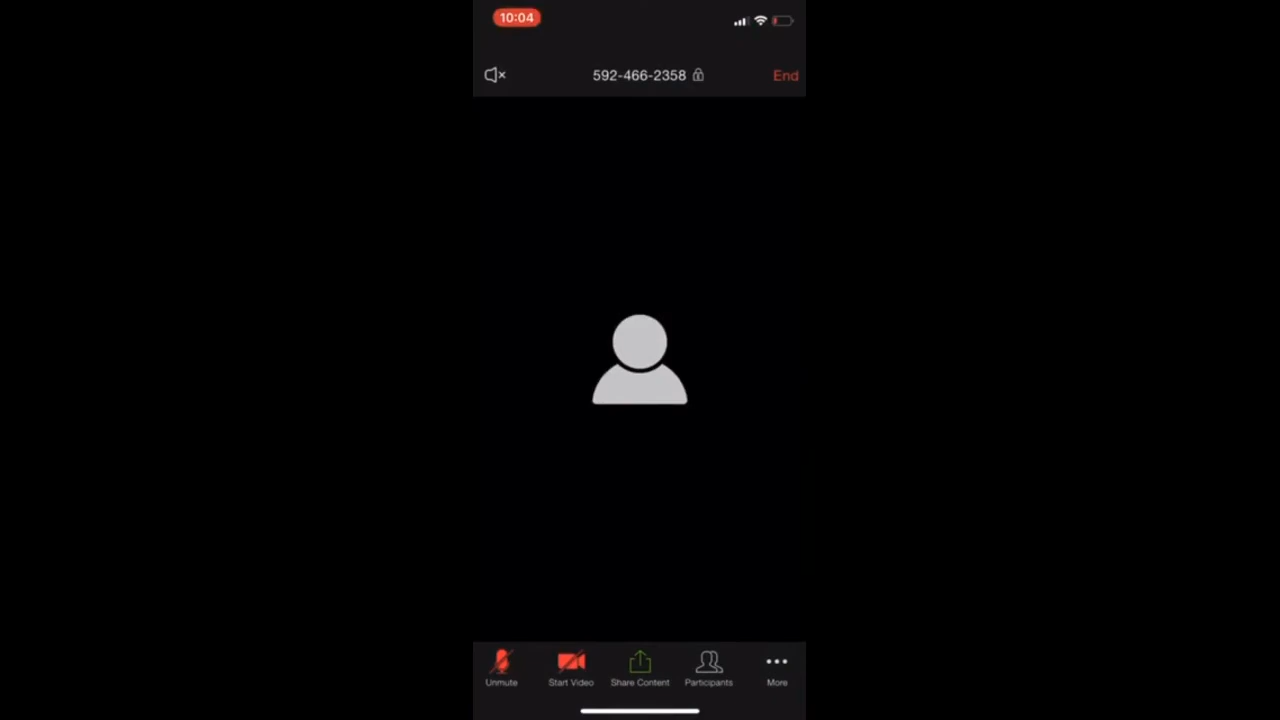 10:04
592-466-2358
End
Unmute
Start Video
Share Content
Participants
More